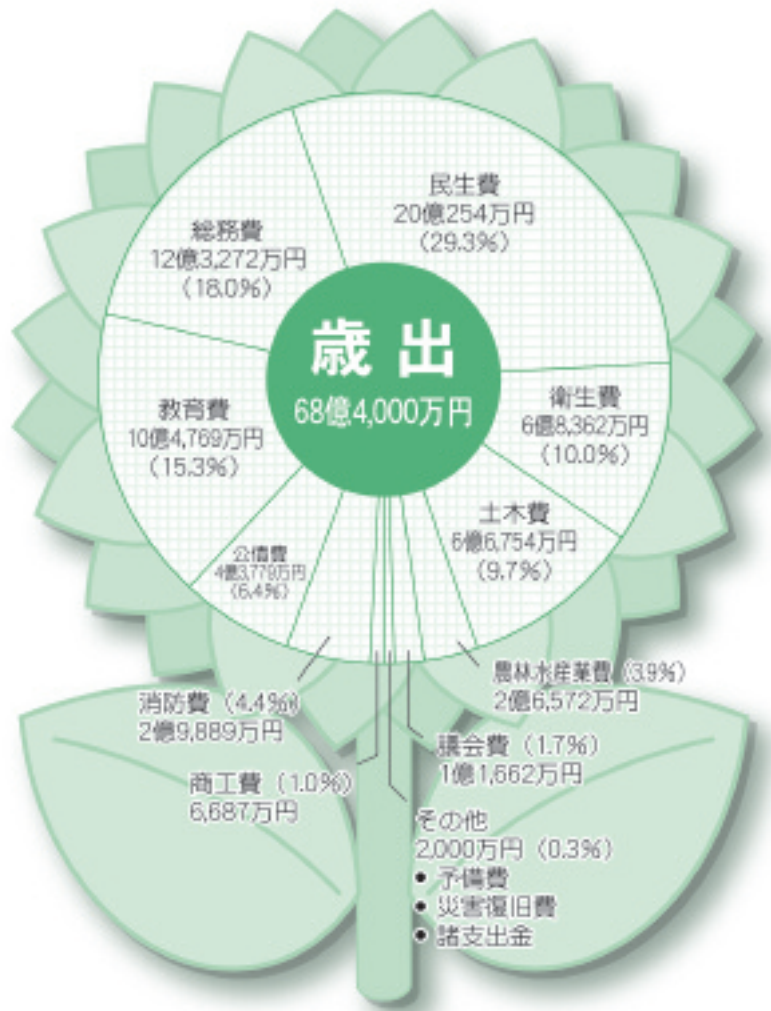 歳出
68億4,000万円
民生費
20億254万円
(29.3%)
衛生費
6億8,362万円
(10.0%)
土木費
6億6,754万円
(9.7%)
農林水産業費 (3.9%)
2億6,572万円
議会費 (1.7%)
1億1,662万円
その他
2,000万円 (0.3%)
• 予備費
• 災害復旧費
• 諸支出金
商工費 (1.0%)
6,687万円
消防費 (4.4%)
2億9,889万円
公債費
4億3,779万円
(6.4%)
教育費
10億4,769万円
(15.3%)
総務費
12億3,272万円
(18.0%)